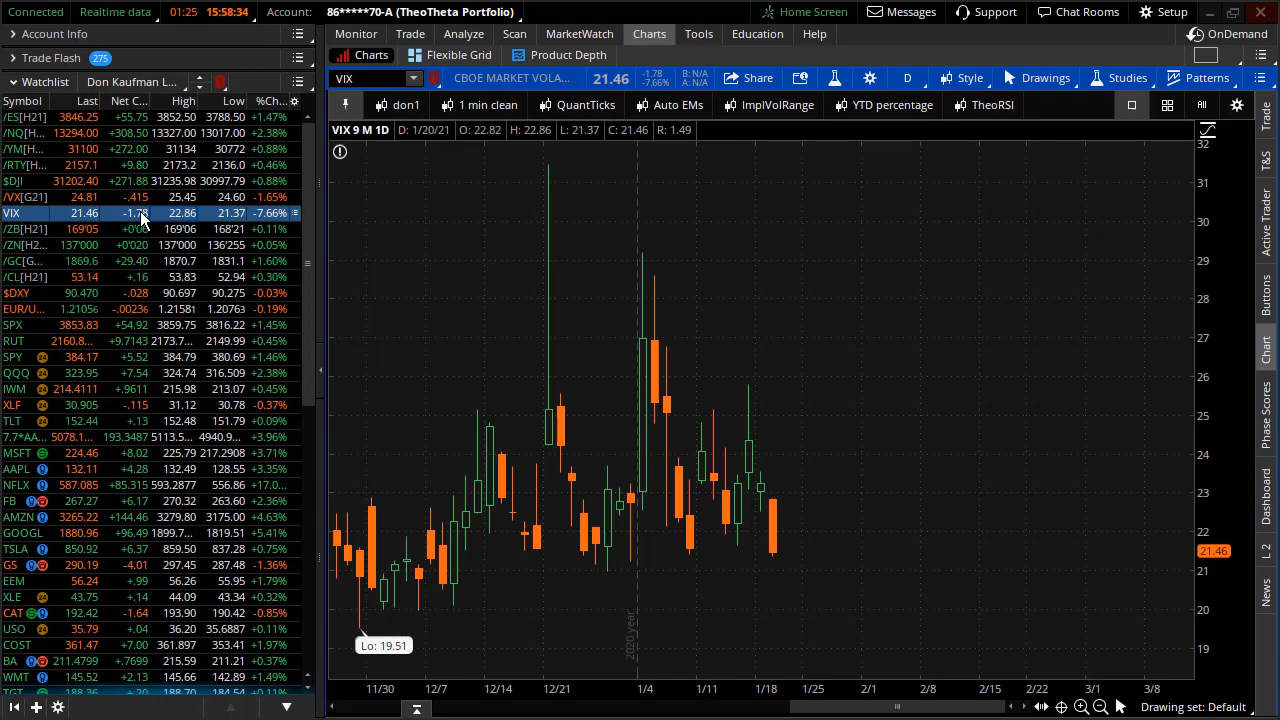 Connected Realtime data 01:25 15:58:34 Account: 86*****70-A (TheoTheta Portfolio) Home Screen Messages Support Chat Rooms Setup
Account Info Monitor Trade Analyze Scan MarketWatch Charts Tools Education Help OnDemand
Trade Flash 275 Charts Flexible Grid Product Depth
Watchlist Don Kaufman L... VIX CBOE MARKET VOLA... 21.46 -1.78 -7.66% B: N/A A: N/A Share D Style Drawings Studies Patterns
Symbol Last Net C... High Low %Ch... don1 1 min clean QuantTicks Auto EMs ImplVolRange YTD percentage TheoRSI All
/ES[H21] 3846.25 +55.75 3852.50 3788.50 +1.47%
/NQ[H... 13294.00 +308.50 13327.00 13017.00 +2.38%
VIX 9 M 1D D: 1/20/21 O: 22.82 H: 22.86 L: 21.37 C: 21.46 R: 1.49
/YM[H... 31100 +272.00 31134 30772 +0.88%
/RTY[H... 2157.1 +9.80 2173.2 2136.0 +0.46%
$DJI 31202.40 +271.88 31235.98 30997.79 +0.88%
/VX[G21] 24.81 -.415 25.45 24.60 -1.65%
VIX 21.46 -1.78 22.86 21.37 -7.66%
/ZB[H21] 169'05 169'06 168'21 +0.11%
/ZN[H2... 137'000 +0'020 137'000 136'255 +0.05%
/GC[G... 1869.6 +29.40 1870.7 1831.1 +1.60%
/CL[H21] 53.14 +.16 53.83 52.94 +0.30%
$DXY 90.470 -.028 90.697 90.275 -0.03%
EUR/U... 1.21056 -.00236 1.21581 1.20763 -0.19%
SPX 3853.83 +54.92 3859.75 3816.22 +1.45%
RUT 2160.8... +9.7143 2173.7... 2149.99 +0.45%
SPY 384.17 +5.52 384.79 380.69 +1.46%
QQQ 323.95 +7.54 324.74 316.509 +2.38%
IWM 214.4111 +.9611 215.98 213.07 +0.45%
XLF 30.905 -.115 31.12 30.78 -0.37%
TLT 152.44 +.13 152.48 151.79 +0.09%
7.7*AA... 5078.1... 193.3487 5113.5... 4940.9... +3.96%
MSFT 224.46 +8.02 225.79 217.2908 +3.71%
AAPL 132.11 +4.28 132.49 128.55 +3.35%
NFLX 587.085 +85.315 593.2877 556.86 +17.0...
FB 267.27 +6.17 270.32 263.60 +2.36%
AMZN 3265.22 +144.46 3279.80 3175.00 +4.63%
GOOGL 1880.96 +96.49 1899.7... 1819.51 +5.41%
TSLA 850.92 +6.37 859.50 837.28 +0.75%
GS 290.19 -4.01 297.45 287.48 -1.36%
EEM 56.24 +.99 56.26 55.95 +1.79%
XLE 43.75 +.14 44.09 43.34 +0.32%
CAT 192.42 -1.64 193.90 190.42 -0.85%
USO 35.79 +.04 36.20 35.6887 +0.11%
COST 361.47 +7.00 361.897 353.41 +1.97%
BA 211.4799 +.7699 215.59 211.21 +0.37%
WMT 145.52 +2.13 145.66 142.89 +1.49%
TGT 188.36 +.20 188.70 184.54 +0.11%
32
31
30
29
28
27
26
25
24
23
22
21.46
21
20
19
Lo: 19.51
2020 year
11/30 12/7 12/14 12/21 1/4 1/11 1/18 1/25 2/1 2/8 2/15 2/22 3/1 3/8
Drawing set: Default
Trade
T&S
Active Trader
Buttons
Chart
Phase Scores
Dashboard
L 2
News